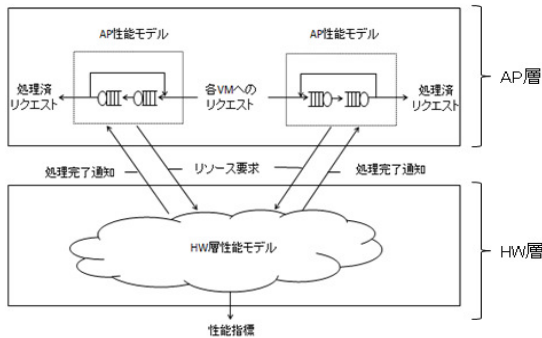 AP性能モデル
AP性能モデル
処理済
リクエスト
各VMへの
リクエスト
処理済
リクエスト
AP層
処理完了通知
リソース要求
処理完了通知
HW層性能モデル
HW層
性能指標